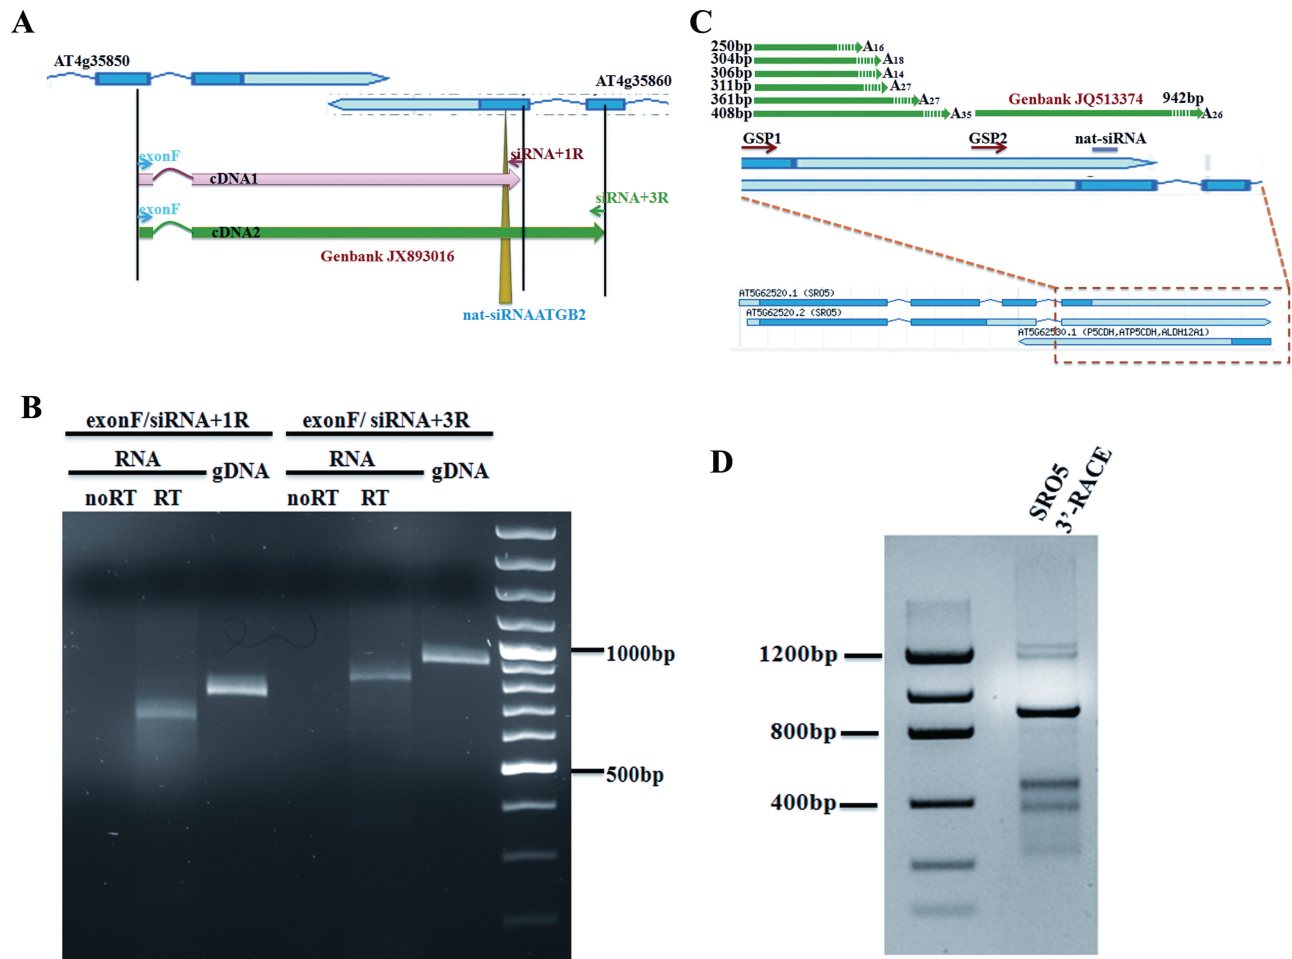 A
AT4g35850
AT4g35860
exonF
siRNA+1R
cDNA1
exonF
siRNA+3R
cDNA2
Genbank JX893016
nat-siRNAATGB2
C
250bp A16
304bp A18
306bp A14
311bp A27
361bp A27
408bp A35
Genbank JQ513374 942bp
A26
GSP1 GSP2 nat-siRNA
AT5G62520.1 (SRO5)
AT5G62520.2 (SRO5)
AT5G62530.1 (P5CDH,ATP5CDH,ALDH12A1)
B
exonF/siRNA+1R exonF/ siRNA+3R
RNA gDNA RNA gDNA
noRT RT noRT RT
1000bp
500bp
D
SRO5
3'-RACE
1200bp
800bp
400bp